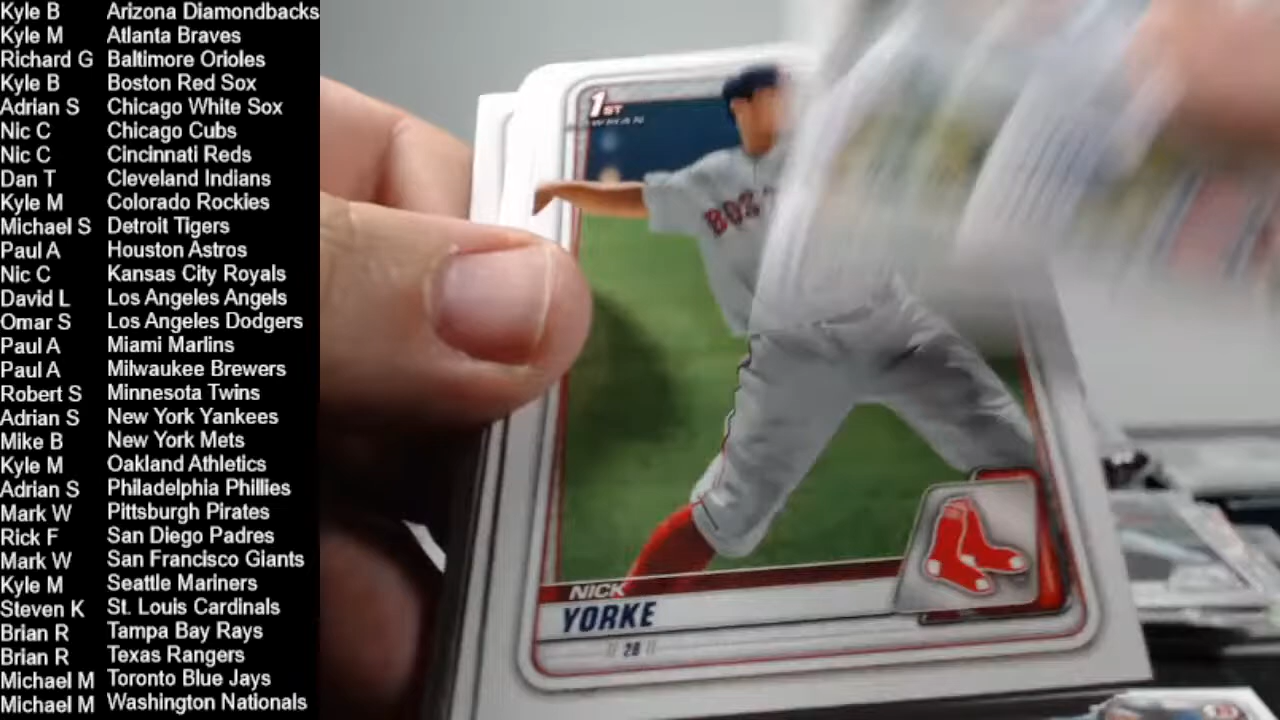 Kyle B Arizona Diamondbacks
Kyle M Atlanta Braves
Richard G Baltimore Orioles
Kyle B Boston Red Sox
Adrian S Chicago White Sox
Nic C Chicago Cubs
Nic C Cincinnati Reds
Dan T Cleveland Indians
Kyle M Colorado Rockies
Michael S Detroit Tigers
Paul A Houston Astros
Nic C Kansas City Royals
David L Los Angeles Angels
Omar S Los Angeles Dodgers
Paul A Miami Marlins
Paul A Milwaukee Brewers
Robert S Minnesota Twins
Adrian S New York Yankees
Mike B New York Mets
Kyle M Oakland Athletics
Adrian S Philadelphia Phillies
Mark W Pittsburgh Pirates
Rick F San Diego Padres
Mark W San Francisco Giants
Kyle M Seattle Mariners
Steven K St. Louis Cardinals
Brian R Tampa Bay Rays
Brian R Texas Rangers
Michael M Toronto Blue Jays
Michael M Washington Nationals
1ST
BOS
NICK
YORKE
28